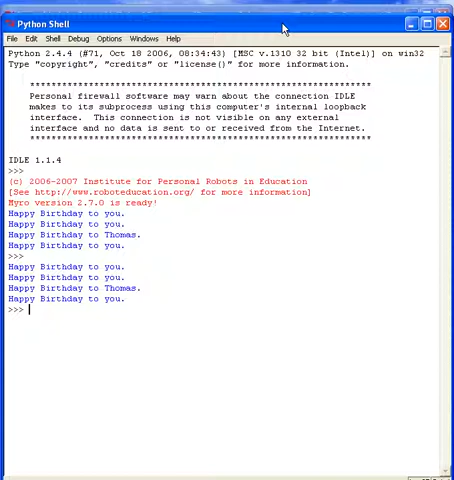 Python Shell
File Edit Shell Debug Options Windows Help
Python 2.4.4 (#71, Oct 18 2006, 08:34:43) [MSC v.1310 32 bit (Intel)] on win32
Type "copyright", "credits" or "license()" for more information.
****************************************************************
Personal firewall software may warn about the connection IDLE
makes to its subprocess using this computer's internal loopback
interface.  This connection is not visible on any external
interface and no data is sent to or received from the Internet.
****************************************************************
IDLE 1.1.4
>>>
(c) 2006-2007 Institute for Personal Robots in Education
[See http://www.roboteducation.org/ for more information]
Myro version 2.7.0 is ready!
Happy Birthday to you.
Happy Birthday to you.
Happy Birthday to Thomas.
Happy Birthday to you.
>>>
Happy Birthday to you.
Happy Birthday to you.
Happy Birthday to Thomas.
Happy Birthday to you.
>>>